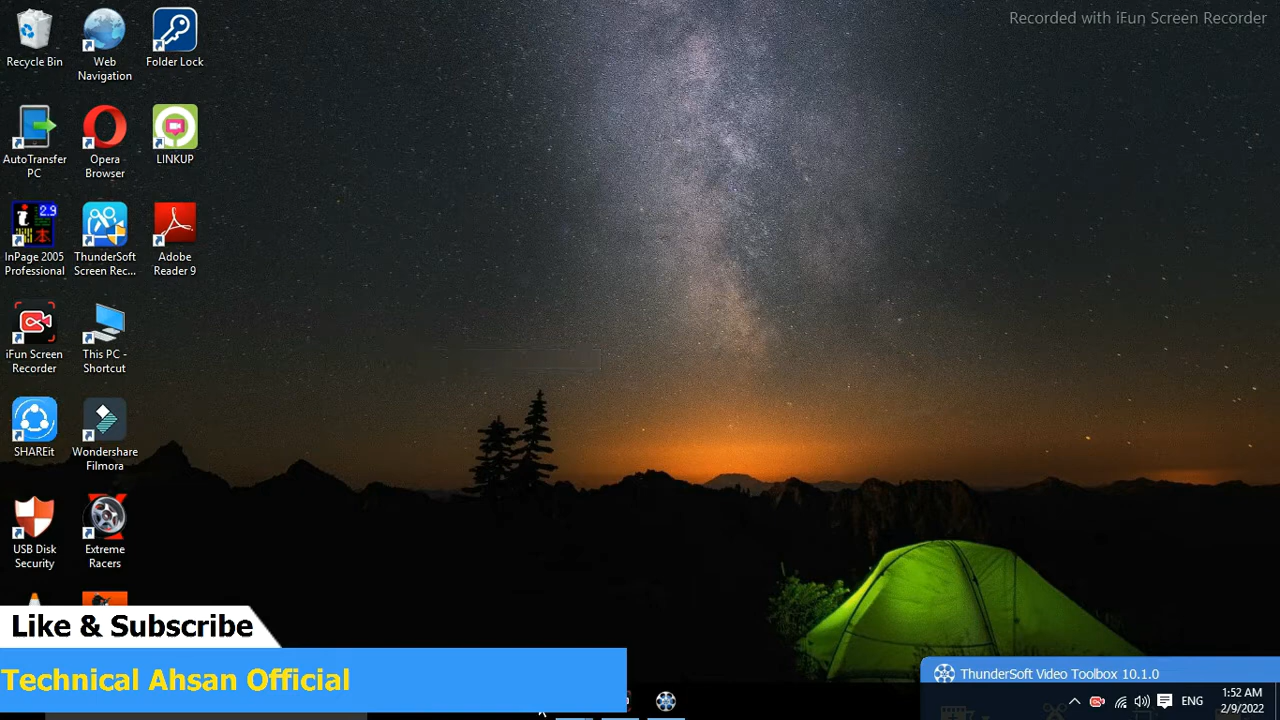 Recorded with iFun Screen Recorder
Recycle Bin
Web
Navigation
Folder Lock
AutoTransfer
PC
Opera
Browser
LINKUP
2.9
InPage 2005
Professional
ThunderSoft
Screen Rec...
Adobe
Reader 9
iFun Screen
Recorder
This PC -
Shortcut
SHAREit
Wondershare
Filmora
USB Disk
Security
Extreme
Racers
Like & Subscribe
Technical Ahsan Official
ThunderSoft Video Toolbox 10.1.0
ENG
1:52 AM
2/9/2022